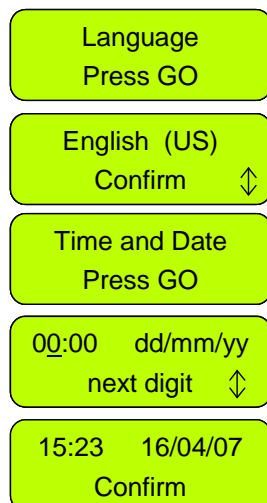 Language
Press GO
English (US)
Confirm ↕
Time and Date
Press GO
00:00 dd/mm/yy
next digit ↕
15:23 16/04/07
Confirm